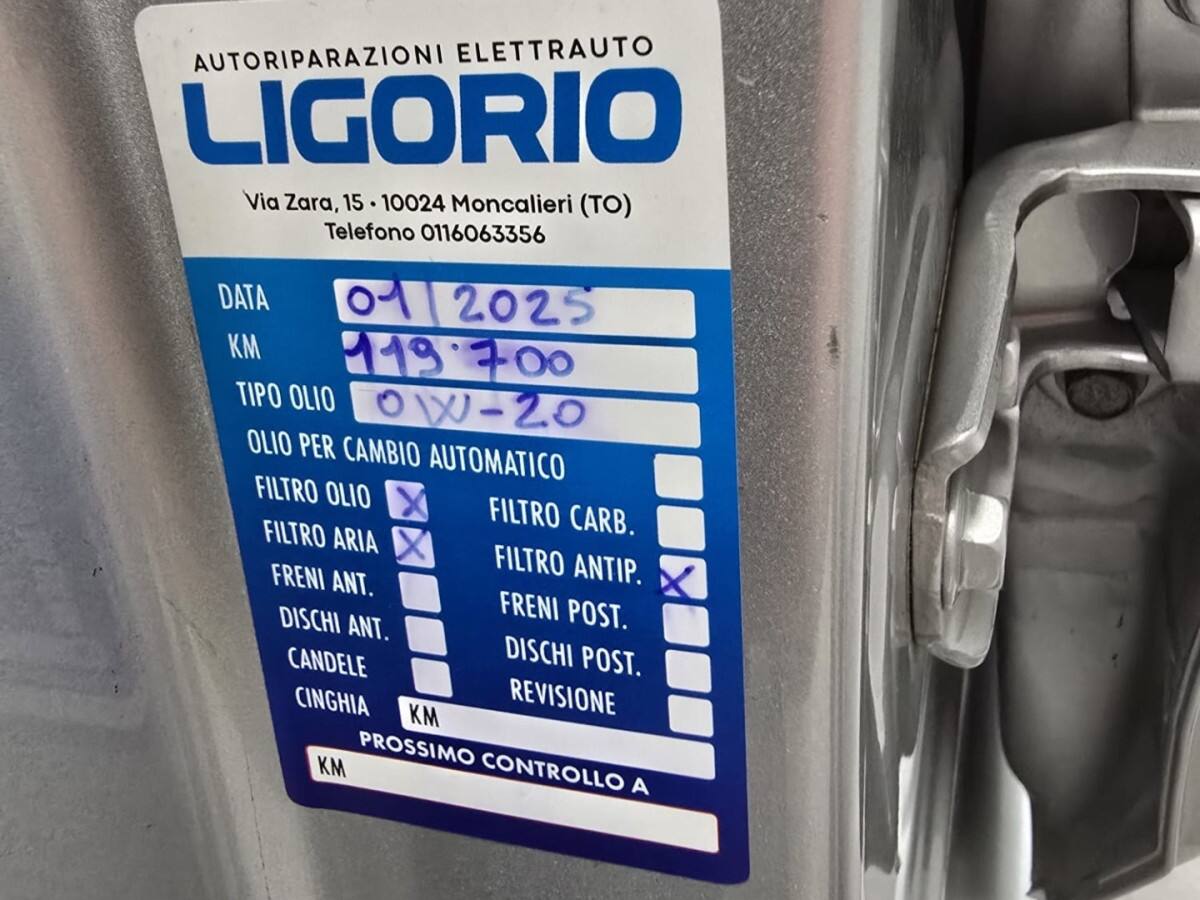 AUTORIPARAZIONI ELETTRAUTO
LIGORIO
Via Zara, 15 • 10024 Moncalieri (TO)
Telefono 0116063356
DATA 01/2025
KM 119.700
TIPO OLIO 0W-20
OLIO PER CAMBIO AUTOMATICO
FILTRO OLIO X FILTRO CARB.
FILTRO ARIA X FILTRO ANTIP. X
FRENI ANT. FRENI POST.
DISCHI ANT. DISCHI POST.
CANDELE REVISIONE
CINGHIA KM
PROSSIMO CONTROLLO A
KM